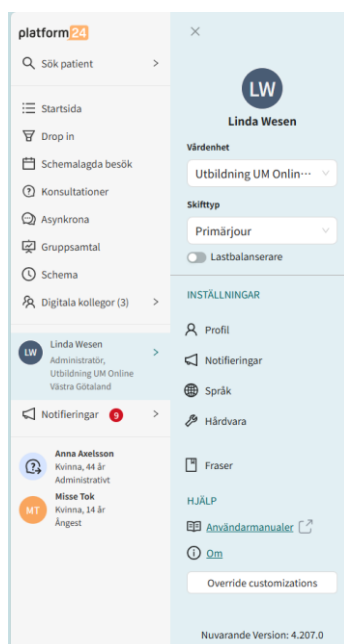 platform24
Sök patient
Startsida
Drop in
Schemalagda besök
Konsultationer
Asynkrona
Gruppsamtal
Schema
Digitala kollegor (3)
LW
Linda Wesen
Administratör,
Utbildning UM Online
Västra Götaland
Notifieringar 9
Anna Axelsson
Kvinna, 44 år
Administrativt
MT
Misse Tok
Kvinna, 14 år
Ångest
LW
Linda Wesen
Vårdenhet
Utbildning UM Onlin···
Skifttyp
Primärjour
Lastbalanserare
INSTÄLLNINGAR
Profil
Notifieringar
Språk
Hårdvara
Fraser
HJÄLP
Användarmanualer
Om
Override customizations
Nuvarande Version: 4.207.0